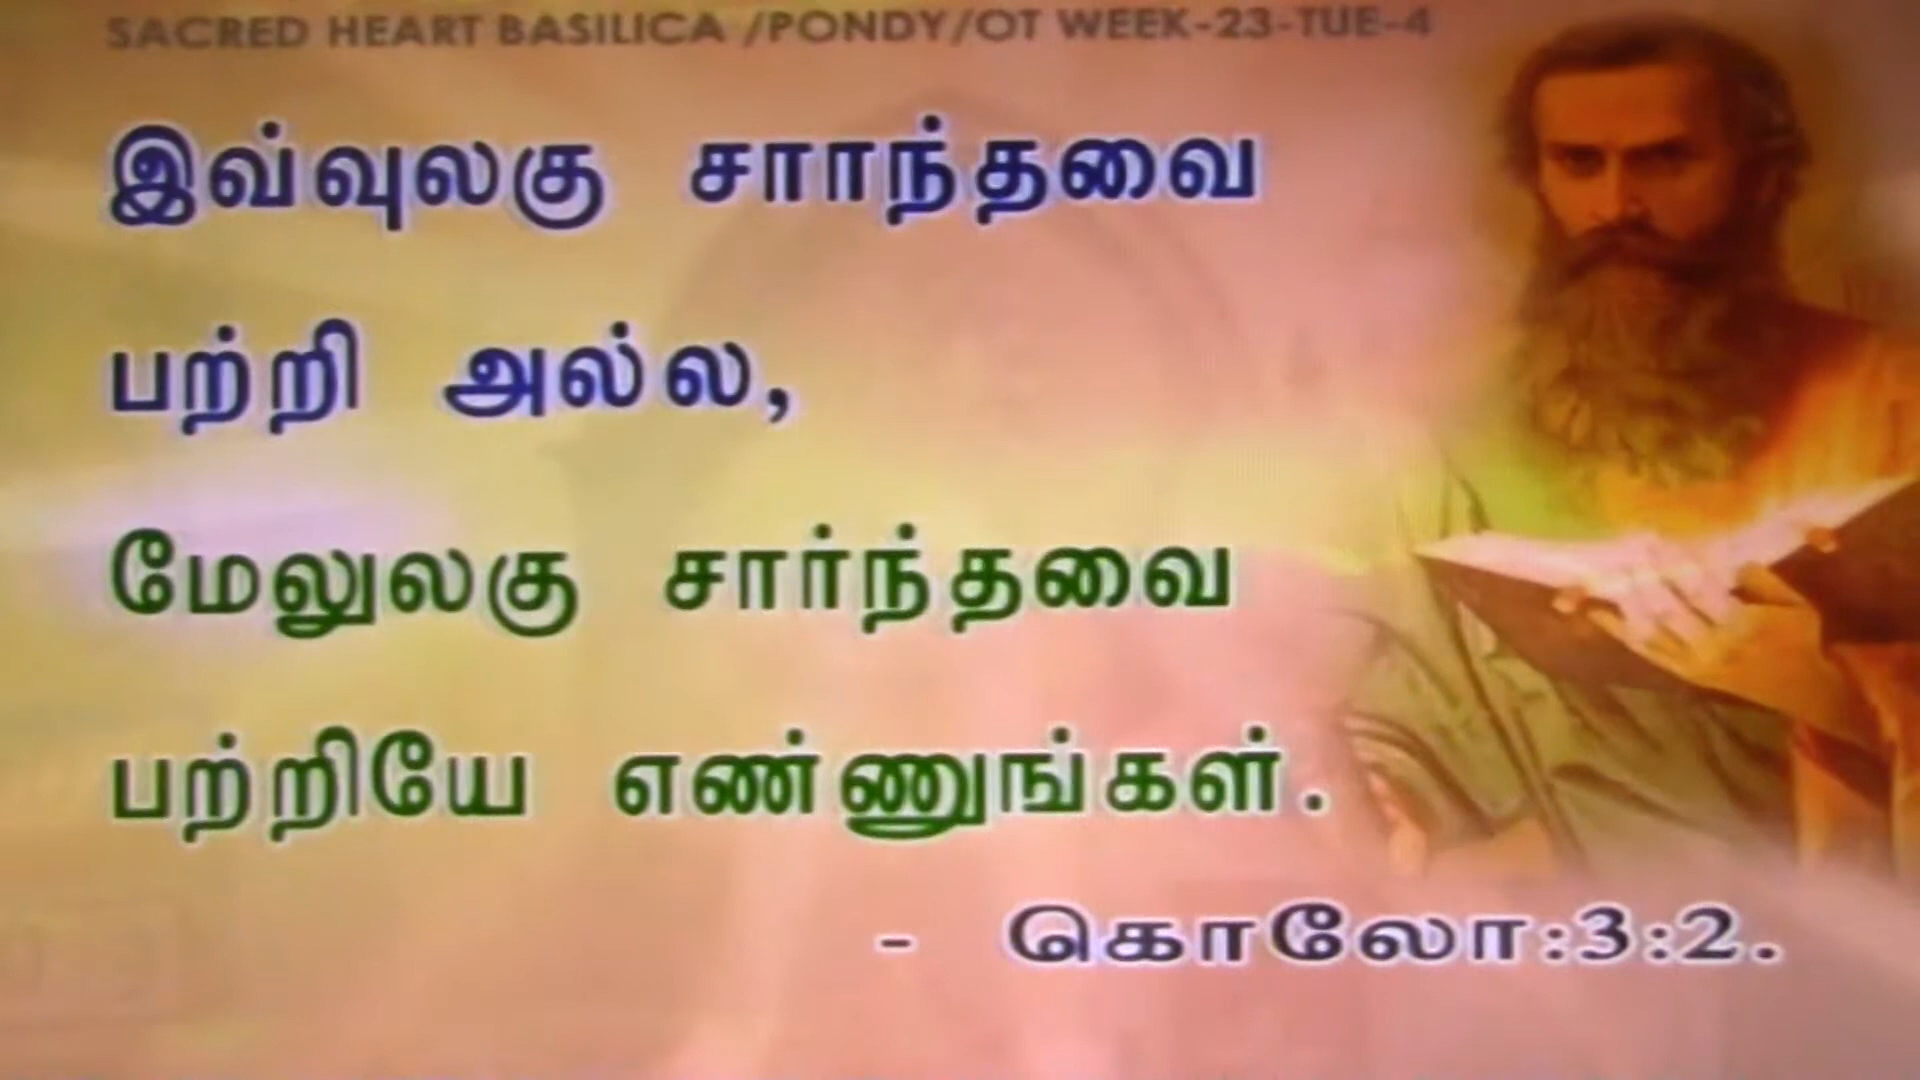 SACRED HEART BASILICA /PONDY/OT WEEK-23-TUE-4
இவ்வுலகு சாாந்தவை
பற்றி அல்ல,
மேலுலகு சார்ந்தவை
பற்றியே எண்ணுங்கள்.
- கொலோ:3:2.